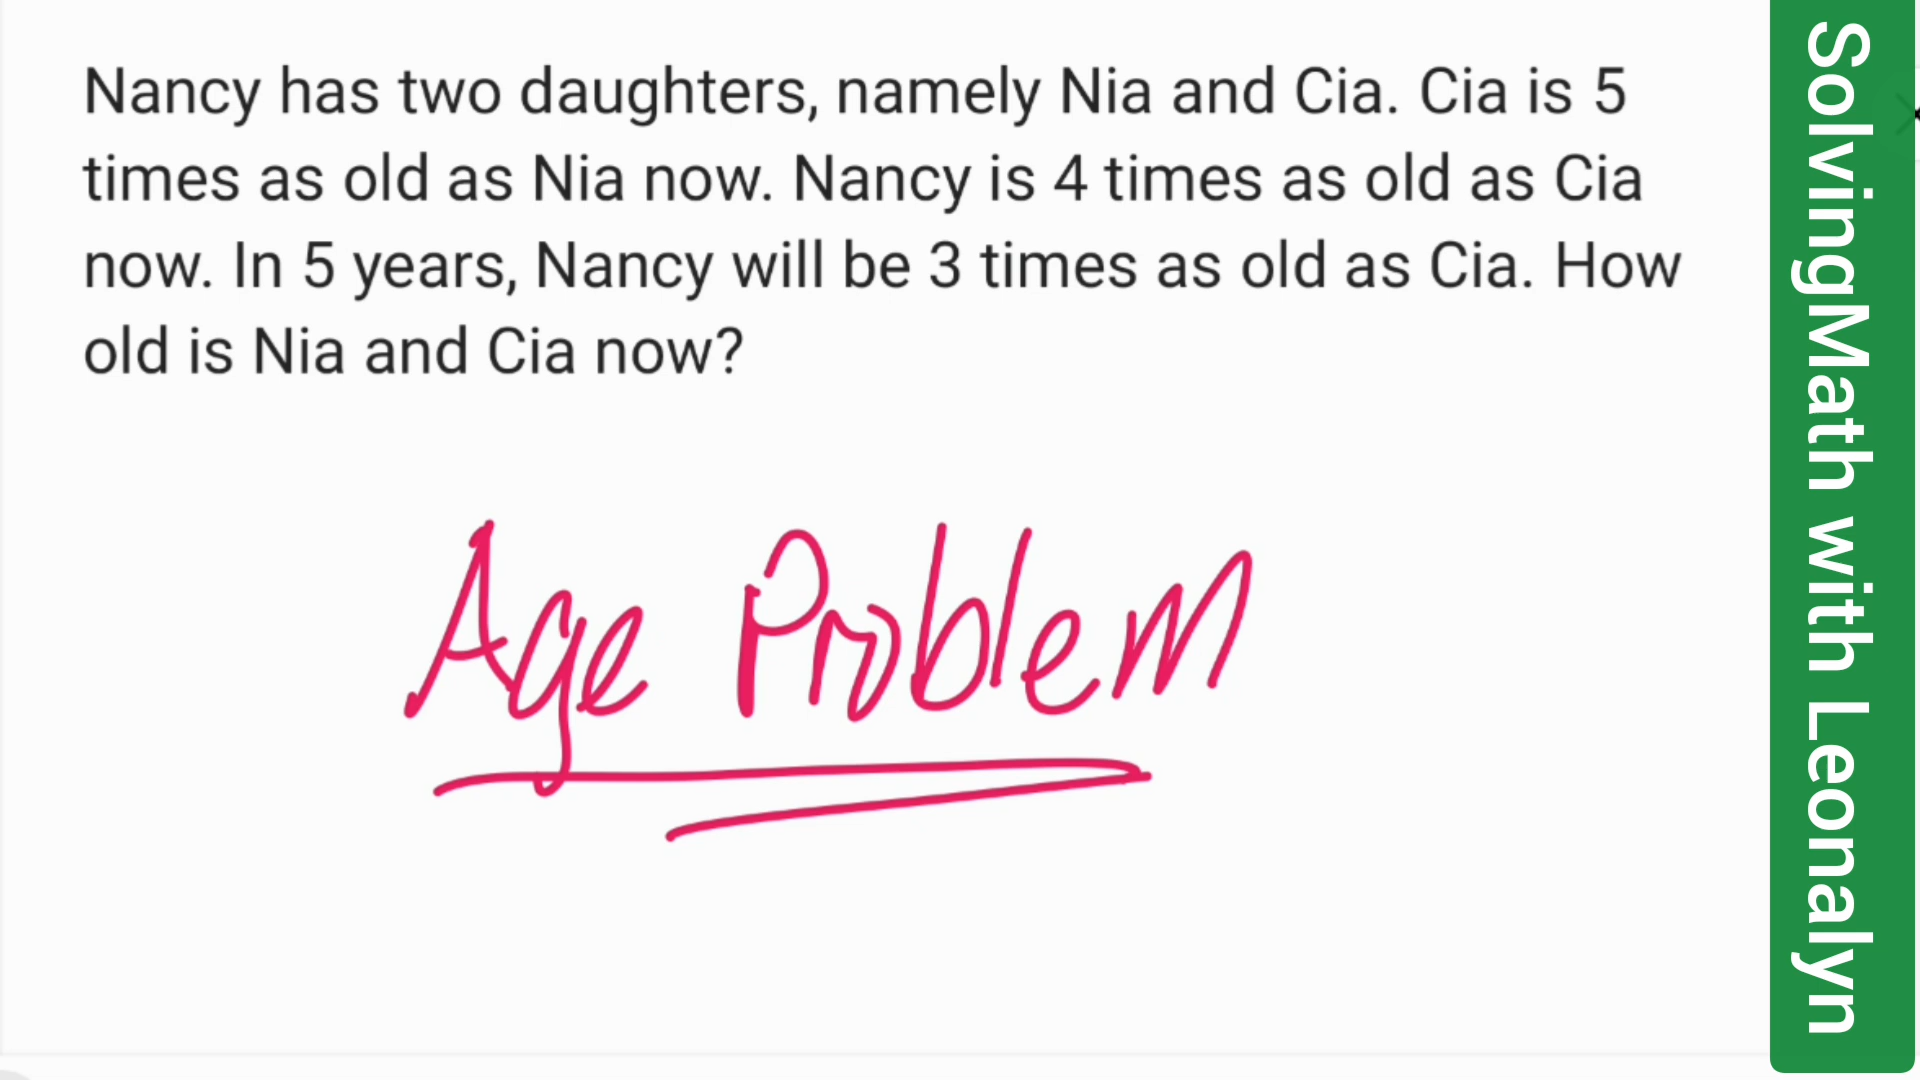 Nancy has two daughters, namely Nia and Cia. Cia is 5
times as old as Nia now. Nancy is 4 times as old as Cia
now. In 5 years, Nancy will be 3 times as old as Cia. How
old is Nia and Cia now?
Age Problem
SolvingMath with Leonalyn